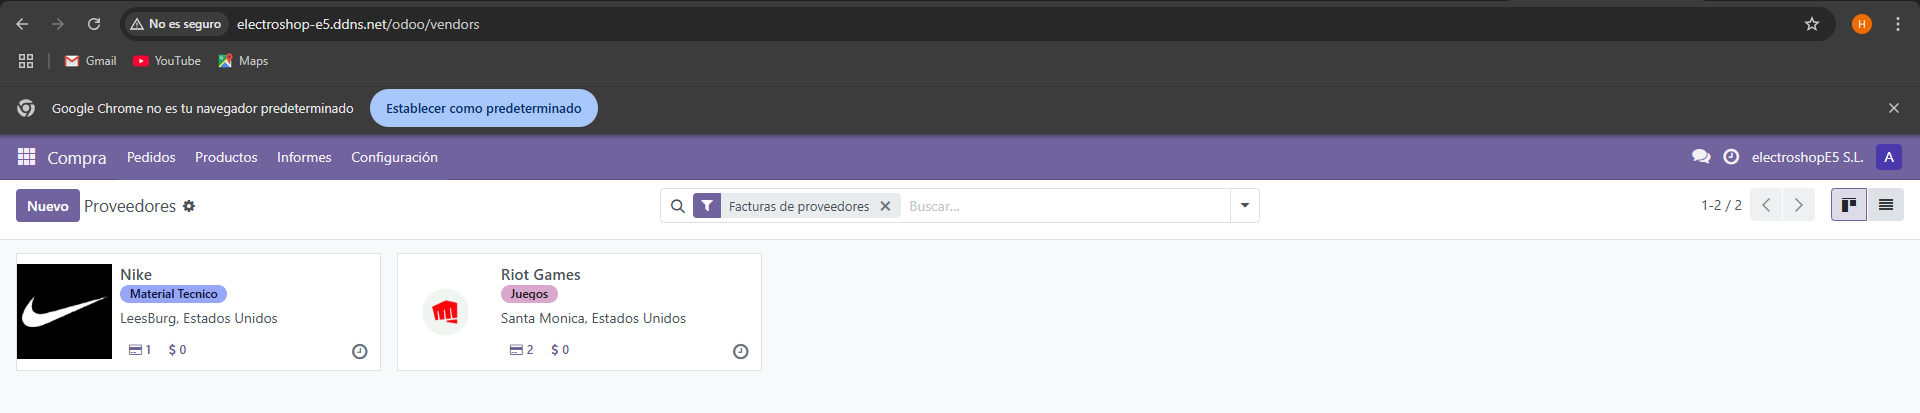 No es seguro electroshop-e5.ddns.net/odoo/vendors H
Gmail YouTube Maps
Google Chrome no es tu navegador predeterminado Establecer como predeterminado
Compra Pedidos Productos Informes Configuración electroshopE5 S.L. A
Nuevo Proveedores Facturas de proveedores Buscar... 1-2 / 2
Nike
Material Tecnico
LeesBurg, Estados Unidos
1 $ 0
Riot Games
Juegos
Santa Monica, Estados Unidos
2 $ 0